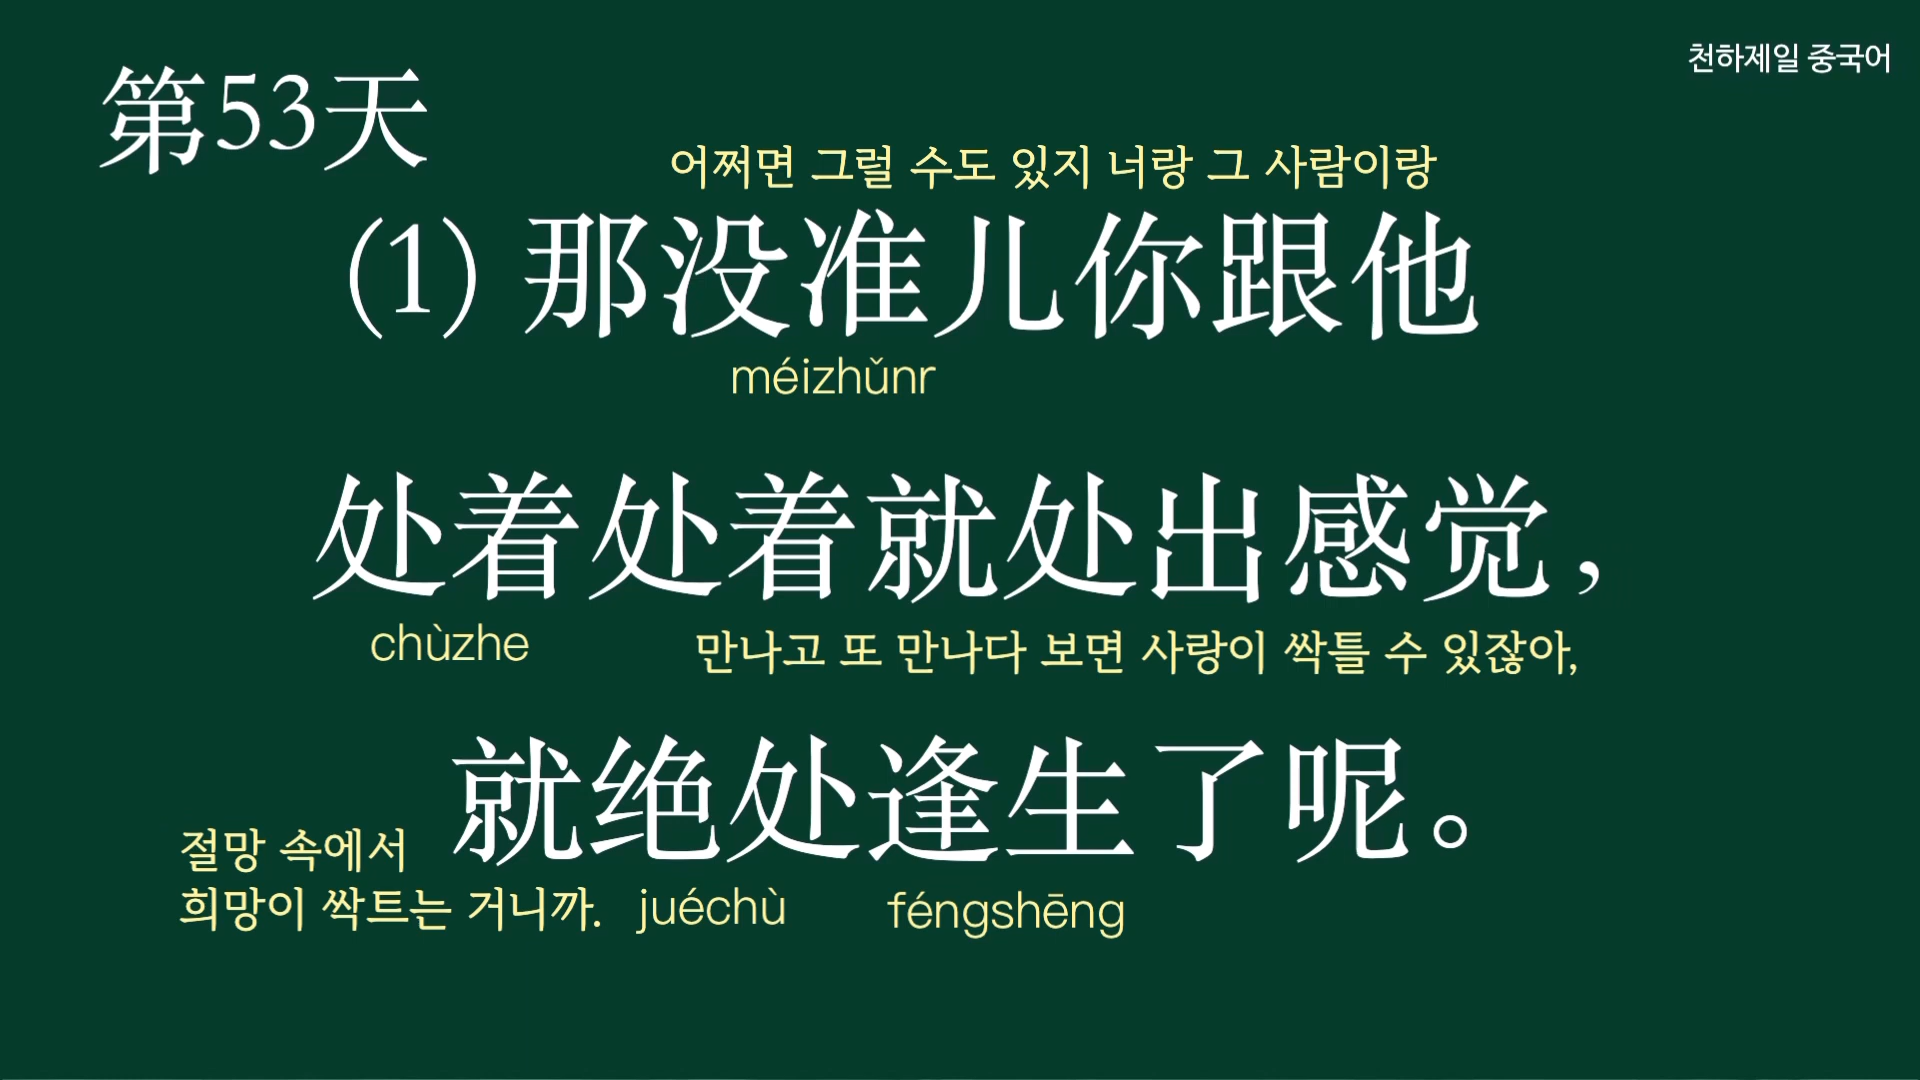 천하제일 중국어
第53天
어쩌면 그럴 수도 있지 너랑 그 사람이랑
(1) 那没准儿你跟他
méizhǔnr
处着处着就处出感觉，
chùzhe
만나고 또 만나다 보면 사랑이 싹틀 수 있잖아,
就绝处逢生了呢。
절망 속에서
희망이 싹트는 거니까.
juéchù
féngshēng